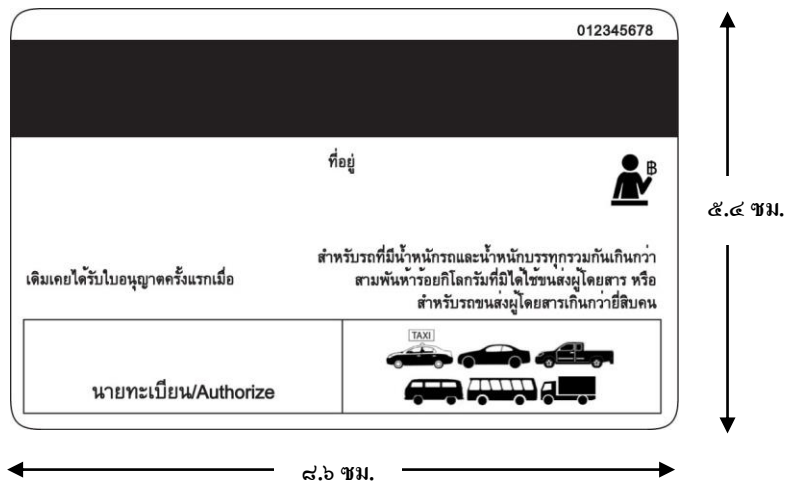 012345678
ที่อยู่
฿
๕.๔ ซม.
สำหรับรถที่มีน้ำหนักรถและน้ำหนักบรรทุกรวมกันเกินกว่า
เดิมเคยได้รับใบอนุญาตครั้งแรกเมื่อ
สามพันห้าร้อยกิโลกรัมที่มิได้ใช้ขนส่งผู้โดยสาร หรือ
สำหรับรถขนส่งผู้โดยสารเกินกว่ายี่สิบคน
TAXI
นายทะเบียน/Authorize
๘.๖ ซม.